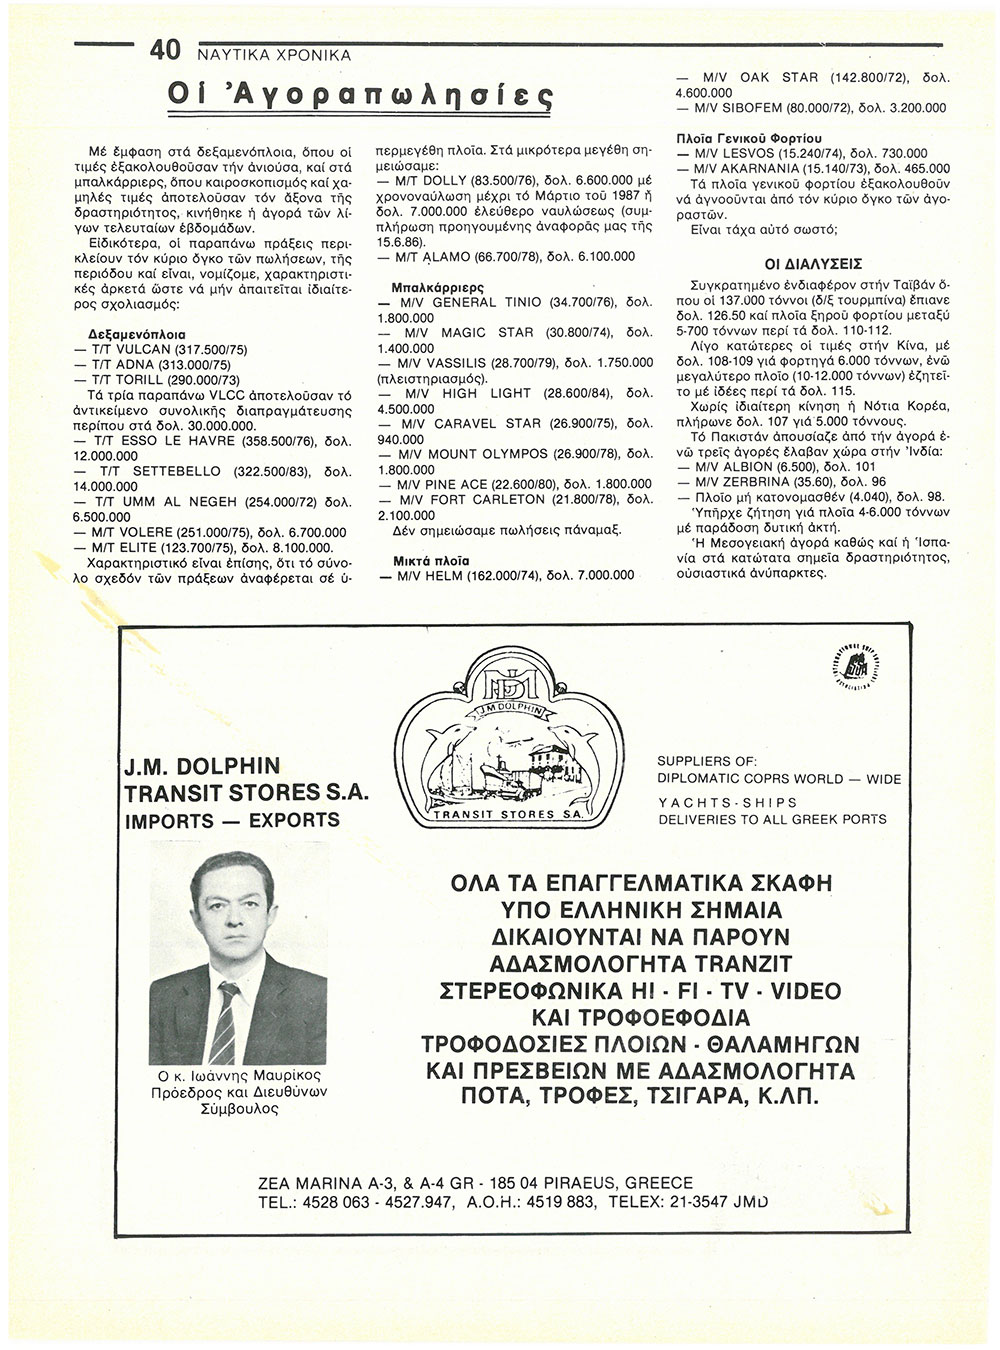 40 ΝΑΥΤΙΚΑ ΧΡΟΝΙΚΑ
Οἱ Ἀγοραπωλησίες
Μέ ἔμφαση στά δεξαμενόπλοια, ὅπου οἱ
τιμές ἐξακολουθοῦσαν τήν ἀνιούσα, καί στά
μπαλκάρριερς, ὅπου καιροσκοπισμός καί χα-
μηλές τιμές ἀποτελοῦσαν τόν ἄξονα τῆς
δραστηριότητος, κινήθηκε ἡ ἀγορά τῶν λί-
γων τελευταίων ἑβδομάδων.
Εἰδικότερα, οἱ παραπάνω πράξεις περι-
κλείουν τόν κύριο ὄγκο τῶν πωλήσεων, τῆς
περιόδου καί εἶναι, νομίζομε, χαρακτηριστι-
κές ἀρκετά ὥστε νά μήν ἀπαιτεῖται ἰδιαίτε-
ρος σχολιασμός:
Δεξαμενόπλοια
— T/T VULCAN (317.500/75)
— T/T ADNA (313.000/75)
— T/T TORILL (290.000/73)
Τά τρία παραπάνω VLCC ἀποτελοῦσαν τό
ἀντικείμενο συνολικῆς διαπραγμάτευσης
περίπου στά δολ. 30.000.000.
— T/T ESSO LE HAVRE (358.500/76), δολ.
12.000.000
— T/T SETTEBELLO (322.500/83), δολ.
14.000.000
— T/T UMM AL NEGEH (254.000/72) δολ.
6.500.000
— M/T VOLERE (251.000/75), δολ. 6.700.000
— M/T ELITE (123.700/75), δολ. 8.100.000.
Χαρακτηριστικό εἶναι ἐπίσης, ὅτι τό σύνο-
λο σχεδόν τῶν πράξεων ἀναφέρεται σέ ὑ-
περμεγέθη πλοῖα. Στά μικρότερα μεγέθη ση-
μειώσαμε:
— M/T DOLLY (83.500/76), δολ. 6.600.000 μέ
χρονοναύλωση μέχρι τό Μάρτιο τοῦ 1987 ἤ
δολ. 7.000.000 ἐλεύθερο ναυλώσεως (συμ-
πλήρωση προηγουμένης ἀναφορᾶς μας τῆς
15.6.86).
— M/T ALAMO (66.700/78), δολ. 6.100.000
Μπαλκάρριερς
— M/V GENERAL TINIO (34.700/76), δολ.
1.800.000
— M/V MAGIC STAR (30.800/74), δολ.
1.400.000
— M/V VASSILIS (28.700/79), δολ. 1.750.000
(πλειστηριασμός).
— M/V HIGH LIGHT (28.600/84), δολ.
4.500.000
— M/V CARAVEL STAR (26.900/75), δολ.
940.000
— M/V MOUNT OLYMPOS (26.900/78), δολ.
1.800.000
— M/V PINE ACE (22.600/80), δολ. 1.800.000
— M/V FORT CARLETON (21.800/78), δολ.
2.100.000
Δέν σημειώσαμε πωλήσεις πάναμαξ.
Μικτά πλοῖα
— M/V HELM (162.000/74), δολ. 7.000.000
— M/V OAK STAR (142.800/72), δολ.
4.600.000
— M/V SIBOFEM (80.000/72), δολ. 3.200.000
Πλοῖα Γενικοῦ Φορτίου
— M/V LESVOS (15.240/74), δολ. 730.000
— M/V AKARNANIA (15.140/73), δολ. 465.000
Τά πλοῖα γενικοῦ φορτίου ἐξακολουθοῦν
νά ἀγνοοῦνται ἀπό τόν κύριο ὄγκο τῶν ἀγο-
ραστῶν.
Εἶναι τάχα αὐτό σωστό;
ΟΙ ΔΙΑΛΥΣΕΙΣ
Συγκρατημένο ἐνδιαφέρον στήν Ταϊβάν ὅ-
που οἱ 137.000 τόννοι (δ/ξ τουρμπίνα) ἔπιανε
δολ. 126.50 καί πλοῖα ξηροῦ φορτίου μεταξύ
5-700 τόννων περί τά δολ. 110-112.
Λίγο κατώτερες οἱ τιμές στήν Κίνα, μέ
δολ. 108-109 γιά φορτηγά 6.000 τόννων, ἐνῶ
μεγαλύτερο πλοῖο (10-12.000 τόννων) ἐζητεῖ-
το μέ ἰδέες περί τά δολ. 115.
Χωρίς ἰδιαίτερη κίνηση ἡ Νότια Κορέα,
πλήρωνε δολ. 107 γιά 5.000 τόννους.
Τό Πακιστάν ἀπουσίαζε ἀπό τήν ἀγορά ἐ-
νῶ τρεῖς ἀγορές ἔλαβαν χώρα στήν Ἰνδία:
— M/V ALBION (6.500), δολ. 101
— M/V ZERBRINA (35.60), δολ. 96
— Πλοῖο μή κατονομασθέν (4.040), δολ. 98.
Ὑπῆρχε ζήτηση γιά πλοῖα 4-6.000 τόννων
μέ παράδοση δυτική ἀκτή.
Ἡ Μεσογειακή ἀγορά καθώς καί ἡ Ἱσπα-
νία στά κατώτατα σημεῖα δραστηριότητος,
οὐσιαστικά ἀνύπαρκτες.
J.M. DOLPHIN
TRANSIT STORES S.A.
IMPORTS — EXPORTS
J.M DOLPHIN
TRANSIT STORES S.A.
SUPPLIERS OF:
DIPLOMATIC COPRS WORLD — WIDE
YACHTS - SHIPS
DELIVERIES TO ALL GREEK PORTS
Ο κ. Ιωάννης Μαυρίκος
Πρόεδρος και Διευθύνων
Σύμβουλος
ΟΛΑ ΤΑ ΕΠΑΓΓΕΛΜΑΤΙΚΑ ΣΚΑΦΗ
ΥΠΟ ΕΛΛΗΝΙΚΗ ΣΗΜΑΙΑ
ΔΙΚΑΙΟΥΝΤΑΙ ΝΑ ΠΑΡΟΥΝ
ΑΔΑΣΜΟΛΟΓΗΤΑ TRANZIT
ΣΤΕΡΕΟΦΩΝΙΚΑ HI - FI - TV - VIDEO
ΚΑΙ ΤΡΟΦΟΕΦΟΔΙΑ
ΤΡΟΦΟΔΟΣΙΕΣ ΠΛΟΙΩΝ - ΘΑΛΑΜΗΓΩΝ
ΚΑΙ ΠΡΕΣΒΕΙΩΝ ΜΕ ΑΔΑΣΜΟΛΟΓΗΤΑ
ΠΟΤΑ, ΤΡΟΦΕΣ, ΤΣΙΓΑΡΑ, Κ.ΛΠ.
ZEA MARINA A-3, & A-4 GR - 185 04 PIRAEUS, GREECE
TEL.: 4528 063 - 4527.947, A.O.H.: 4519 883, TELEX: 21-3547 JMD